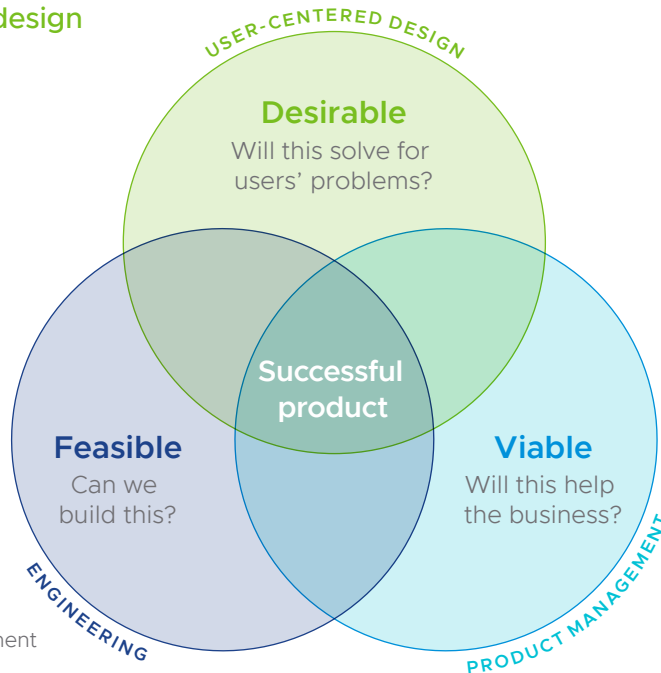 design
USER-CENTERED DESIGN
Desirable
Will this solve for
users’ problems?
Successful
product
Feasible
Can we
build this?
Viable
Will this help
the business?
ENGINEERING
PRODUCT MANAGEMENT